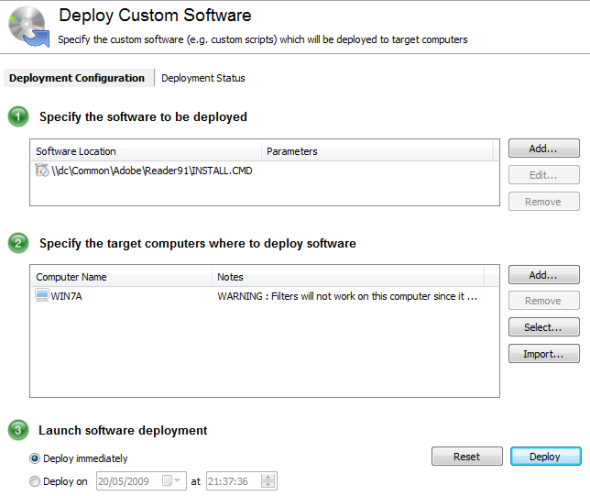 Deploy Custom Software
Specify the custom software (e.g. custom scripts) which will be deployed to target computers
Deployment Configuration Deployment Status
1 Specify the software to be deployed
Software Location Parameters Add...
\\dc\Common\Adobe\Reader91\INSTALL.CMD Edit...
Remove
2 Specify the target computers where to deploy software
Computer Name Notes Add...
WIN7A WARNING : Filters will not work on this computer since it ... Remove
Select...
Import...
3 Launch software deployment
Deploy immediately Reset Deploy
Deploy on 20/05/2009 at 21:37:36